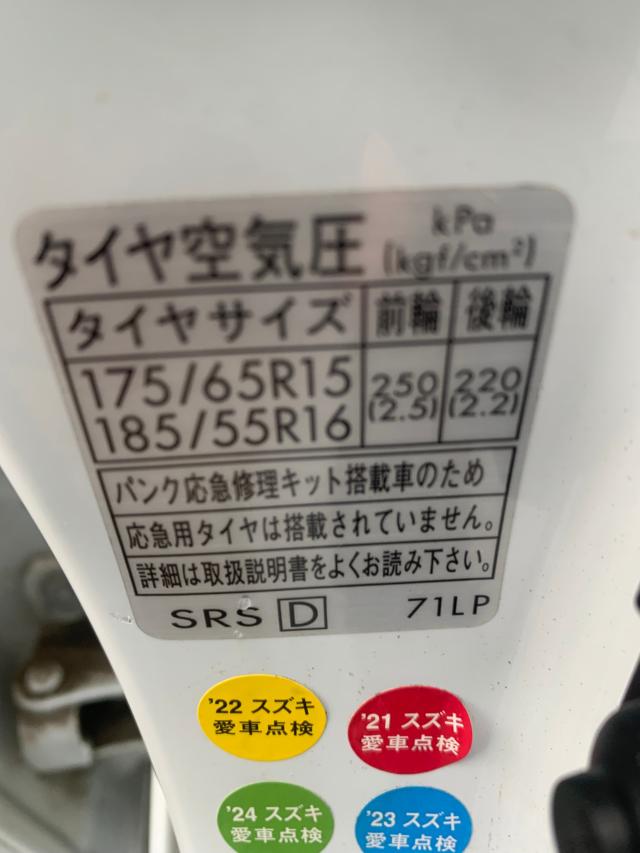 タイヤ空気圧 kPa
(kgf/cm²)
タイヤサイズ 前輪 後輪
175/65R15 250 220
185/55R16 (2.5) (2.2)
パンク応急修理キット搭載車のため
応急用タイヤは搭載されていません。
詳細は取扱説明書をよくお読み下さい。
SRS D 71LP
'22 スズキ
愛車点検
'21 スズキ
愛車点検
'24 スズキ
愛車点検
'23 スズキ
愛車点検